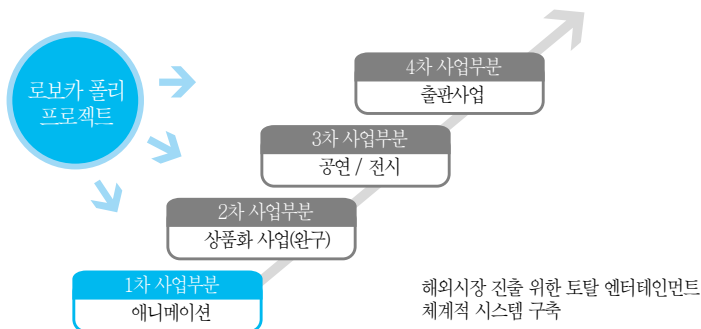 로보카 폴리
프로젝트
4차 사업부분
출판사업
3차 사업부분
공연 / 전시
2차 사업부분
상품화 사업(완구)
1차 사업부분
애니메이션
해외시장 진출 위한 토탈 엔터테인먼트
체계적 시스템 구축